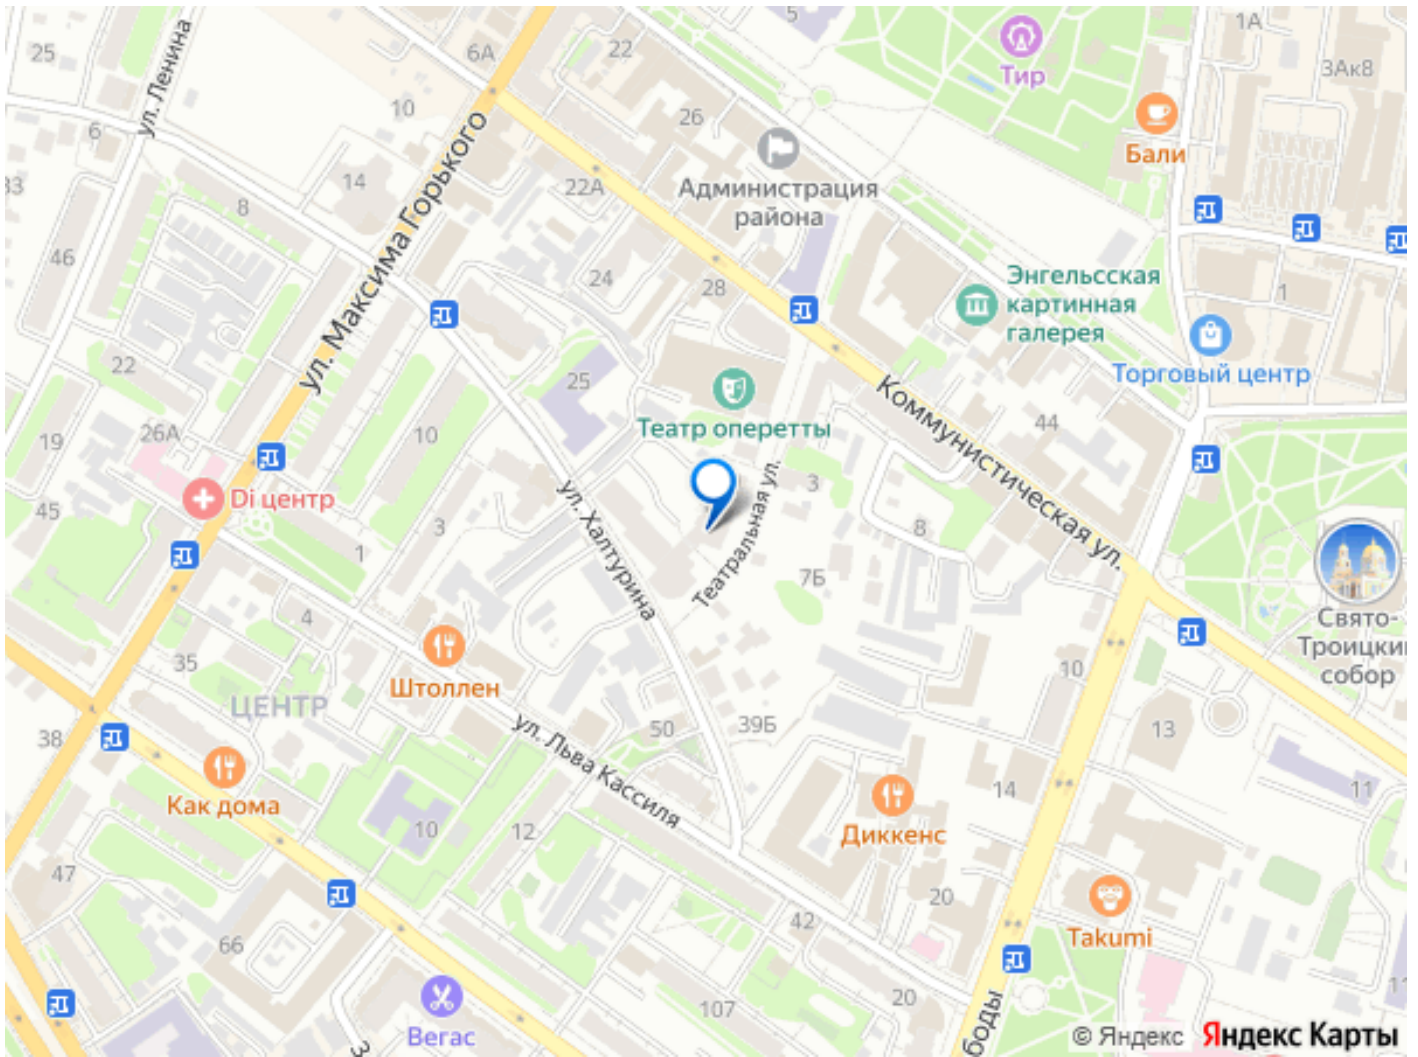 25
ул. Ленина
6А
22
5
Тир
1А
3Ак8
6
10
26
Бали
33
14
22А
Администрация
района
8
ул. Максима Горького
46
24
28
Энгельсская
картинная
галерея
1
Торговый центр
22
25
Театр оперетты
Коммунистическая ул.
44
19
26А
10
45
Di центр
3
1
ул. Халтурина
Театральная ул.
3
8
7Б
4
35
Штоллен
ЦЕНТР
Свято-
Троицки
собор
10
38
50
39Б
13
ул. Льва Кассиля
Как дома
10
12
Диккенс
14
11
47
20
42
Takumi
66
Вегас
107
20
боды
11
З
© Яндекс
Яндекс Карты